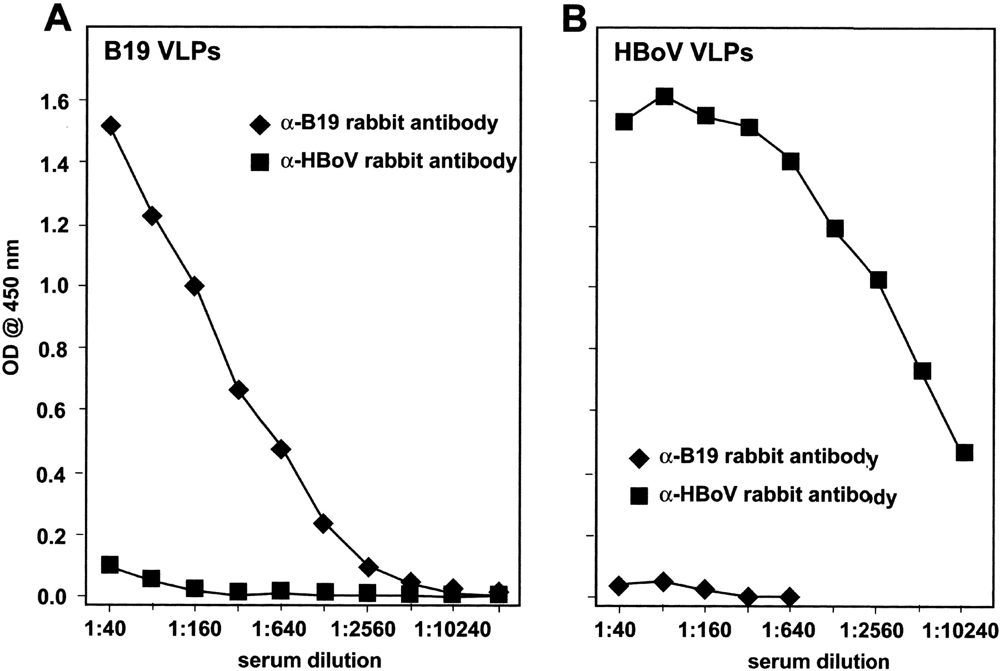 A
B19 VLPs
α-B19 rabbit antibody
α-HBoV rabbit antibody
OD @ 450 nm
1.6
1.4
1.2
1.0
0.8
0.6
0.4
0.2
0.0
1:40 1:160 1:640 1:2560 1:10240
serum dilution
B
HBoV VLPs
α-B19 rabbit antibody
α-HBoV rabbit antibody
1:40 1:160 1:640 1:2560 1:10240
serum dilution